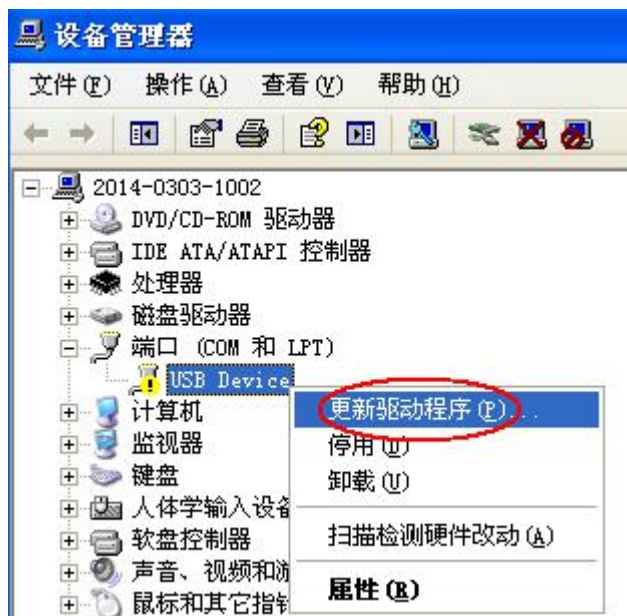 设备管理器
文件(F) 操作(A) 查看(V) 帮助(H)
2014-0303-1002
DVD/CD-ROM 驱动器
IDE ATA/ATAPI 控制器
处理器
磁盘驱动器
端口 (COM 和 LPT)
USB Device
计算机
更新驱动程序(P)...
监视器
停用(D)
键盘
卸载(U)
人体学输入设备
软盘控制器
扫描检测硬件改动(A)
声音、视频和游
属性(R)
鼠标和其它指针